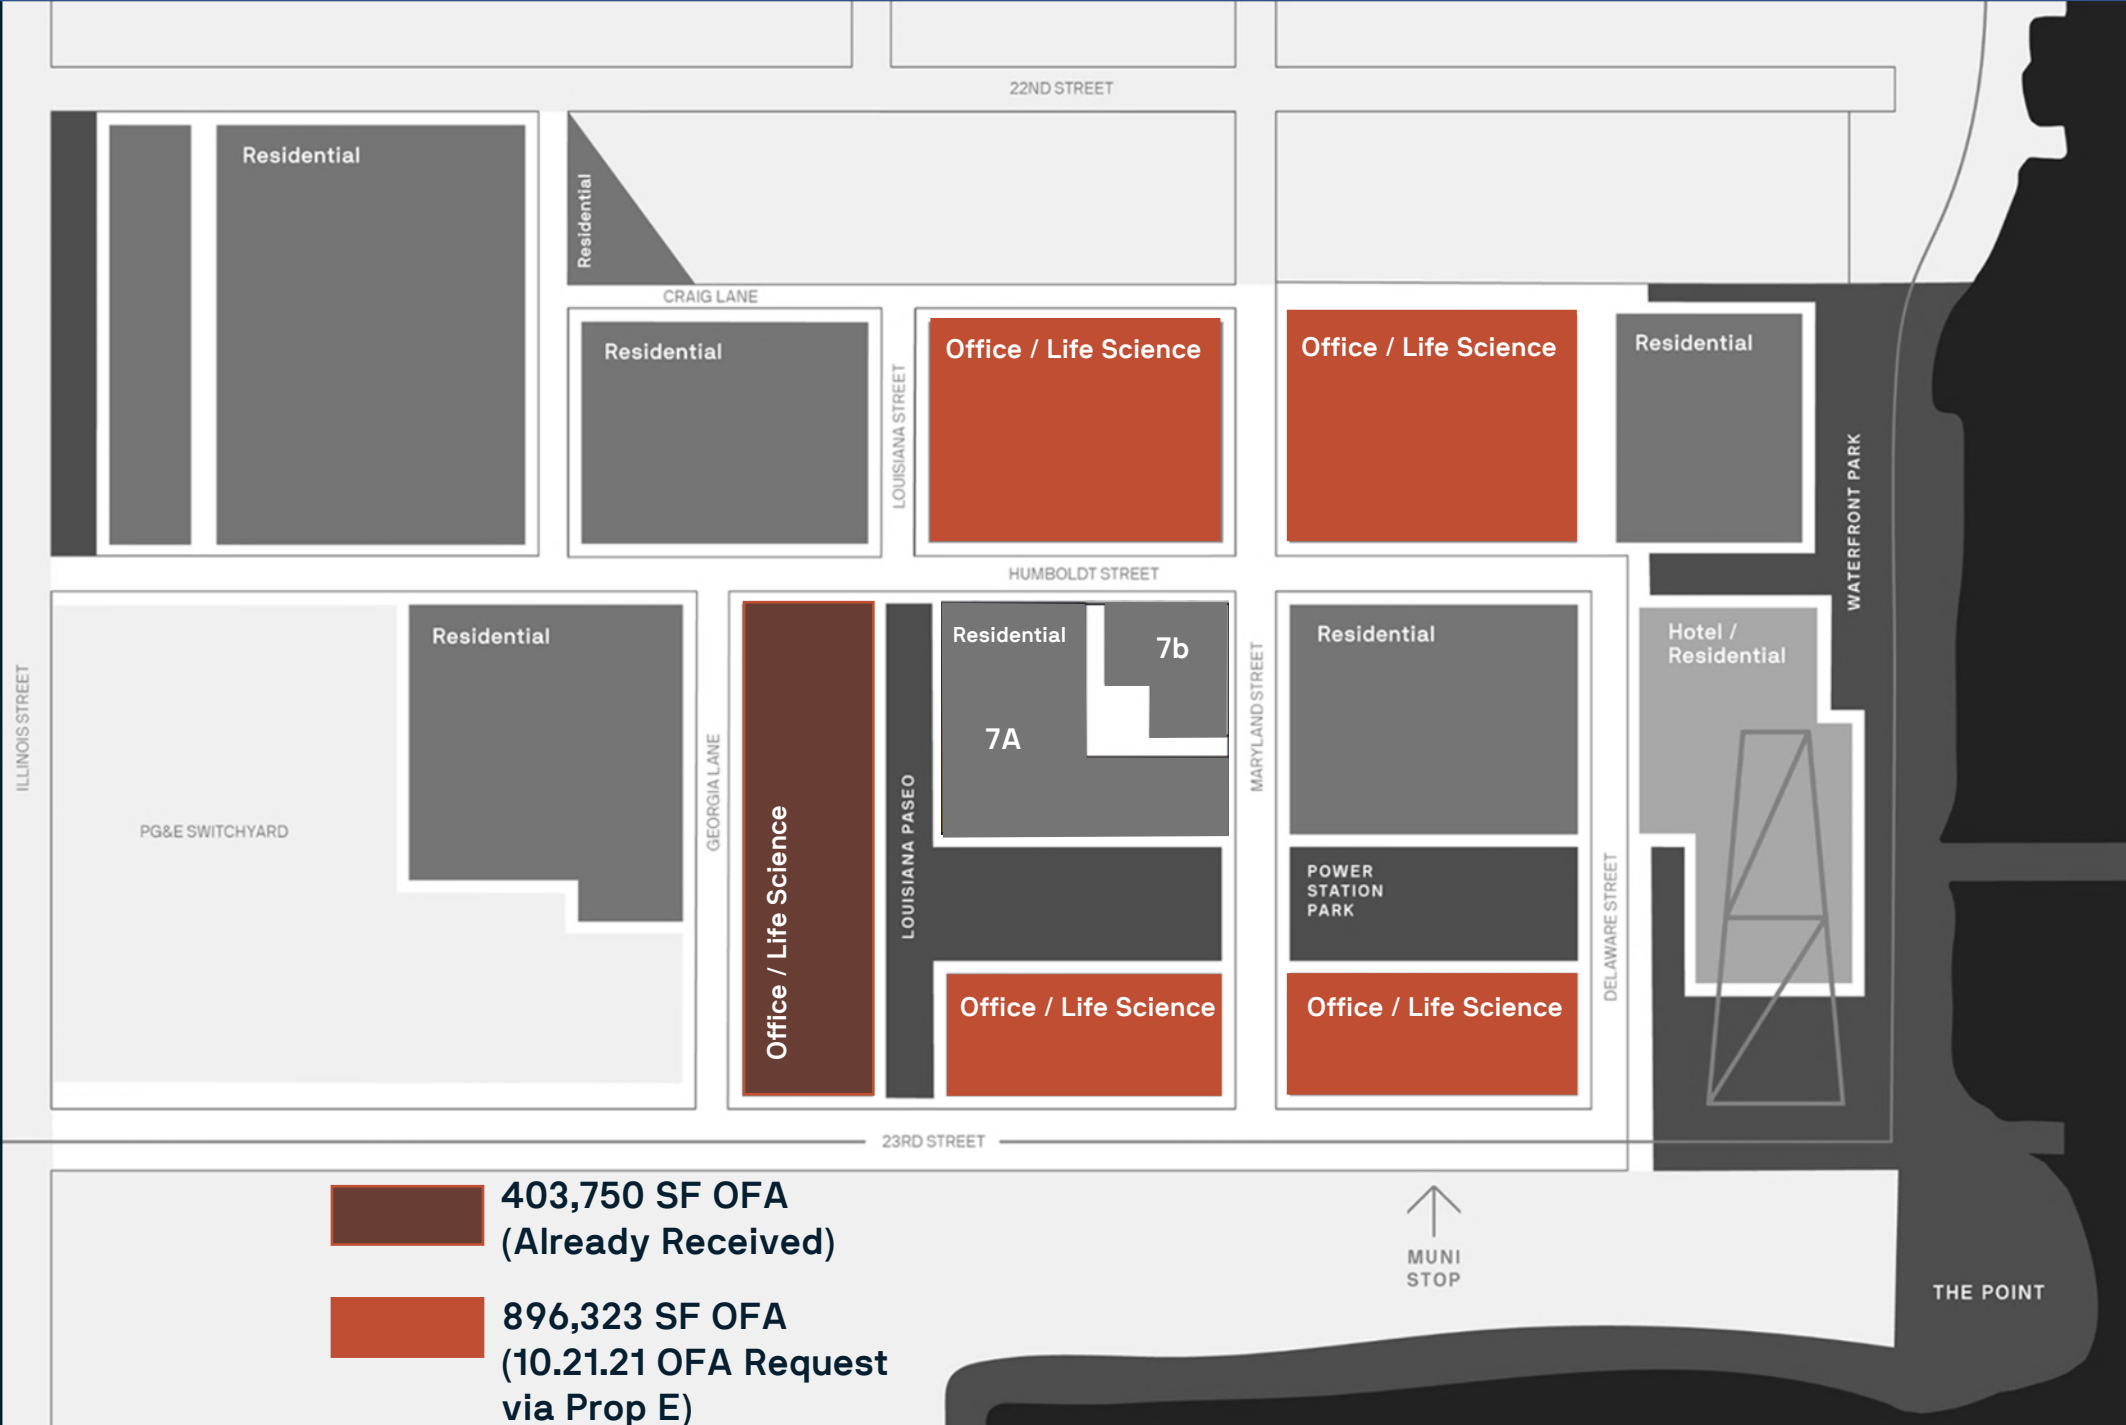 22ND STREET
Residential
Residential
CRAIG LANE
Residential
LOUISIANA STREET
Office / Life Science
Office / Life Science
Residential
WATERFRONT PARK
HUMBOLDT STREET
ILLINOIS STREET
PG&E SWITCHYARD
Residential
GEORGIA LANE
Office / Life Science
LOUISIANA PASEO
Residential
7A
7b
MARYLAND STREET
Residential
POWER
STATION
PARK
DELAWARE STREET
Hotel /
Residential
Office / Life Science
Office / Life Science
23RD STREET
403,750 SF OFA
(Already Received)
896,323 SF OFA
(10.21.21 OFA Request
via Prop E)
MUNI
STOP
THE POINT